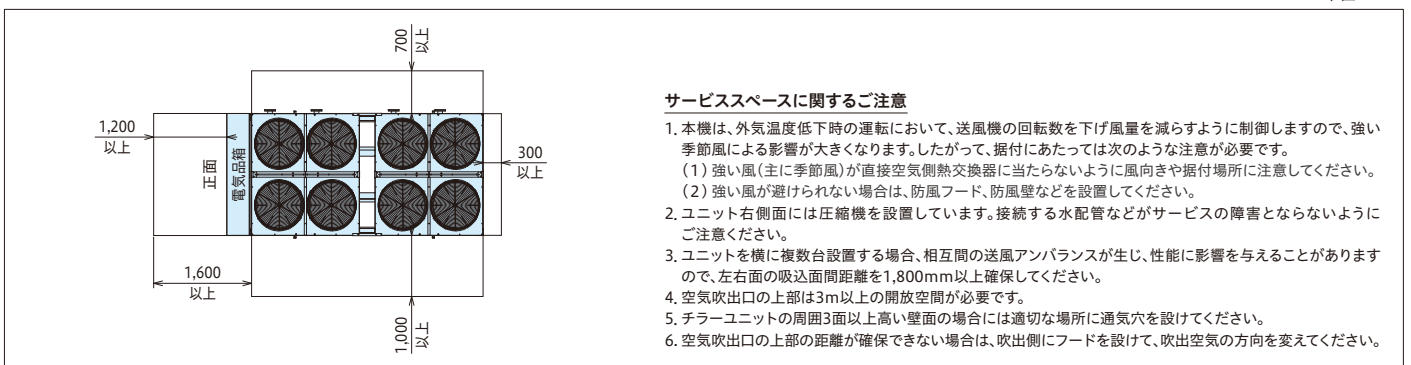 700
以上
1,200
以上
正面
電気品箱
300
以上
1,600
以上
1,000
以上
サービススペースに関するご注意
1. 本機は、外気温度低下時の運転において、送風機の回転数を下げ風量を減らすように制御しますので、強い
季節風による影響が大きくなります。したがって、据付にあたっては次のような注意が必要です。
(1) 強い風(主に季節風)が直接空気側熱交換器に当たらないように風向きや据付場所に注意してください。
(2) 強い風が避けられない場合は、防風フード、防風壁などを設置してください。
2. ユニット右側面には圧縮機を設置しています。接続する水配管などがサービスの障害とならないように
ご注意ください。
3. ユニットを横に複数台設置する場合、相互間の送風アンバランスが生じ、性能に影響を与えることがあります
ので、左右面の吸込面間距離を1,800mm以上確保してください。
4. 空気吹出口の上部は3m以上の開放空間が必要です。
5. チラーユニットの周囲3面以上高い壁面の場合には適切な場所に通気穴を設けてください。
6. 空気吹出口の上部の距離が確保できない場合は、吹出側にフードを設けて、吹出空気の方向を変えてください。